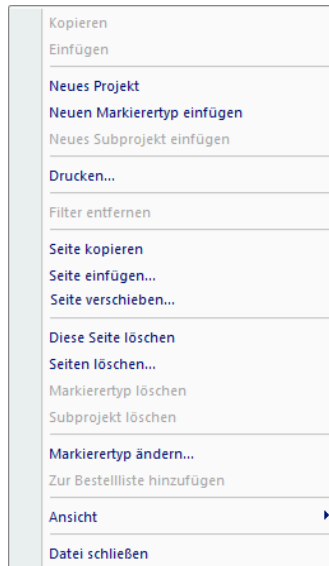 Kopieren
Einfügen
Neues Projekt
Neuen Markierertyp einfügen
Neues Subprojekt einfügen
Drucken...
Filter entfernen
Seite kopieren
Seite einfügen...
Seite verschieben...
Diese Seite löschen
Seiten löschen...
Markierertyp löschen
Subprojekt löschen
Markierertyp ändern...
Zur Bestellliste hinzufügen
Ansicht
Datei schließen